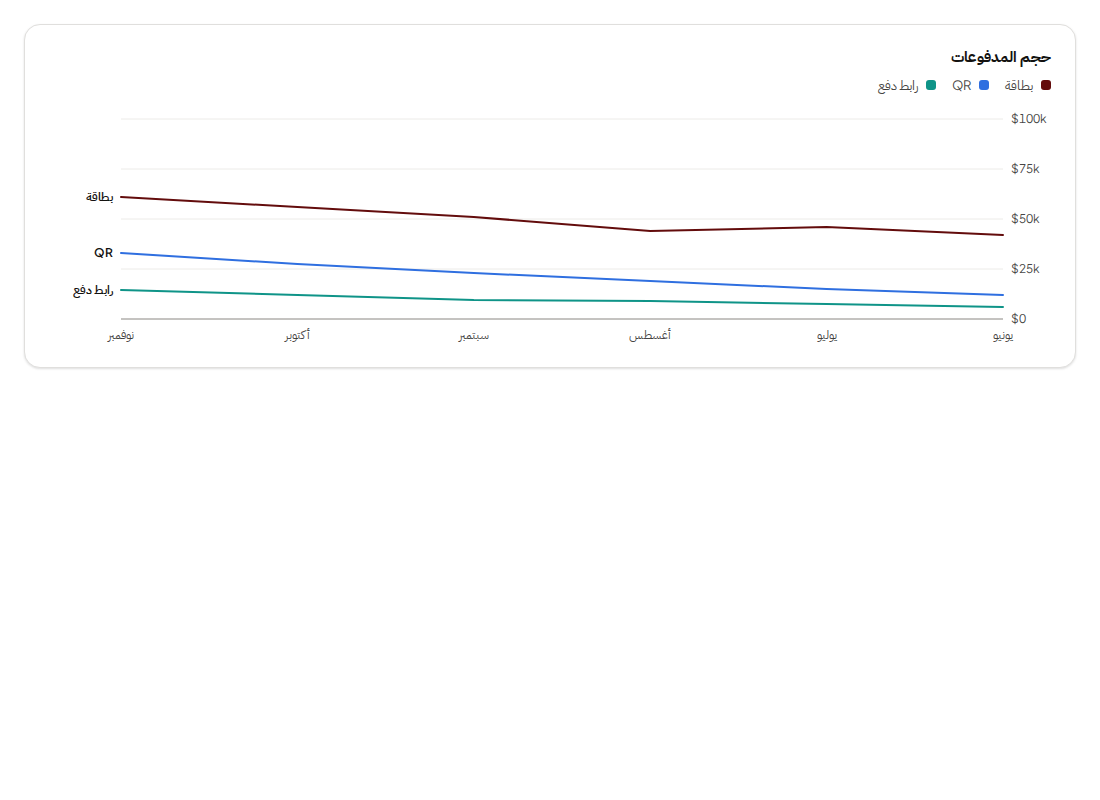 حجم المدفوعات
بطاقة QR رابط دفع
$100k
$75k
$50k
$25k
$0
بطاقة
QR
رابط دفع
يونيو يوليو أغسطس سبتمبر أكتوبر نوفمبر